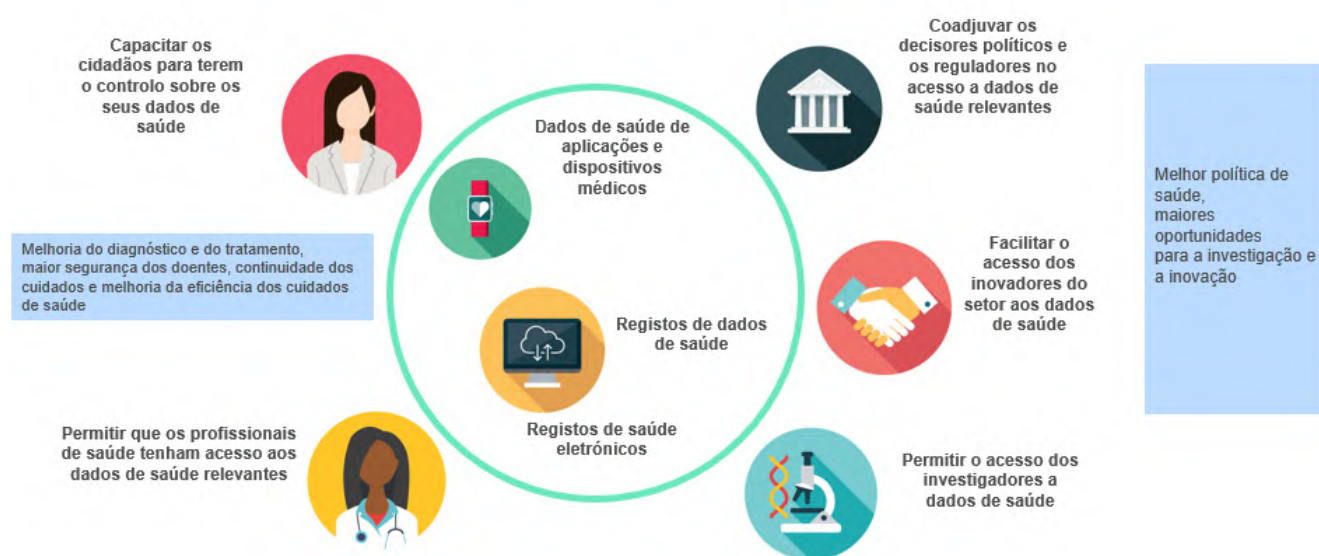 Capacitar os
cidadãos para terem
o controlo sobre os
seus dados de
saúde
Coadjuvar os
decisores políticos e
os reguladores no
acesso a dados de
saúde relevantes
Dados de saúde de
aplicações e
dispositivos
médicos
Melhor política de
saúde,
maiores
oportunidades
para a investigação e
a inovação
Melhoria do diagnóstico e do tratamento,
maior segurança dos doentes, continuidade dos
cuidados e melhoria da eficiência dos cuidados
de saúde
Facilitar o
acesso dos
inovadores do
setor aos dados
de saúde
Registos de dados
de saúde
Registos de saúde
eletrónicos
Permitir que os profissionais
de saúde tenham acesso aos
dados de saúde relevantes
Permitir o acesso dos
investigadores a
dados de saúde